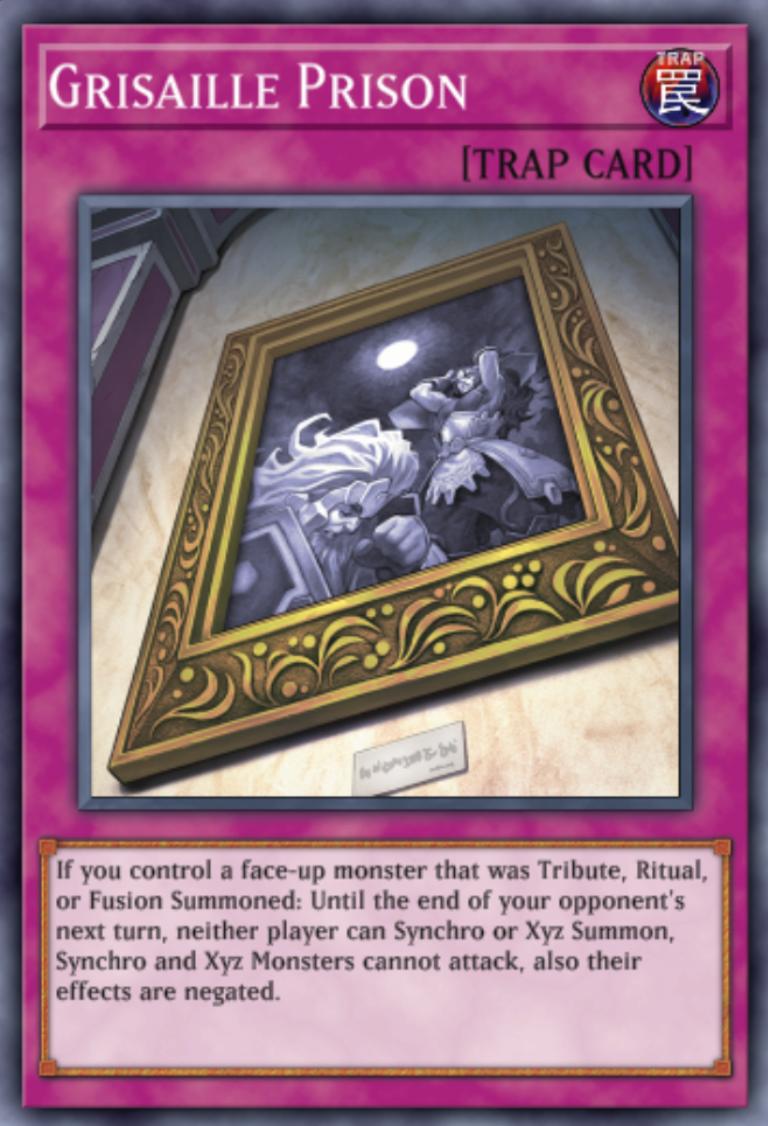 Grisaille Prison
TRAP
罠
[TRAP CARD]
If you control a face-up monster that was Tribute, Ritual,
or Fusion Summoned: Until the end of your opponent's
next turn, neither player can Synchro or Xyz Summon,
Synchro and Xyz Monsters cannot attack, also their
effects are negated.